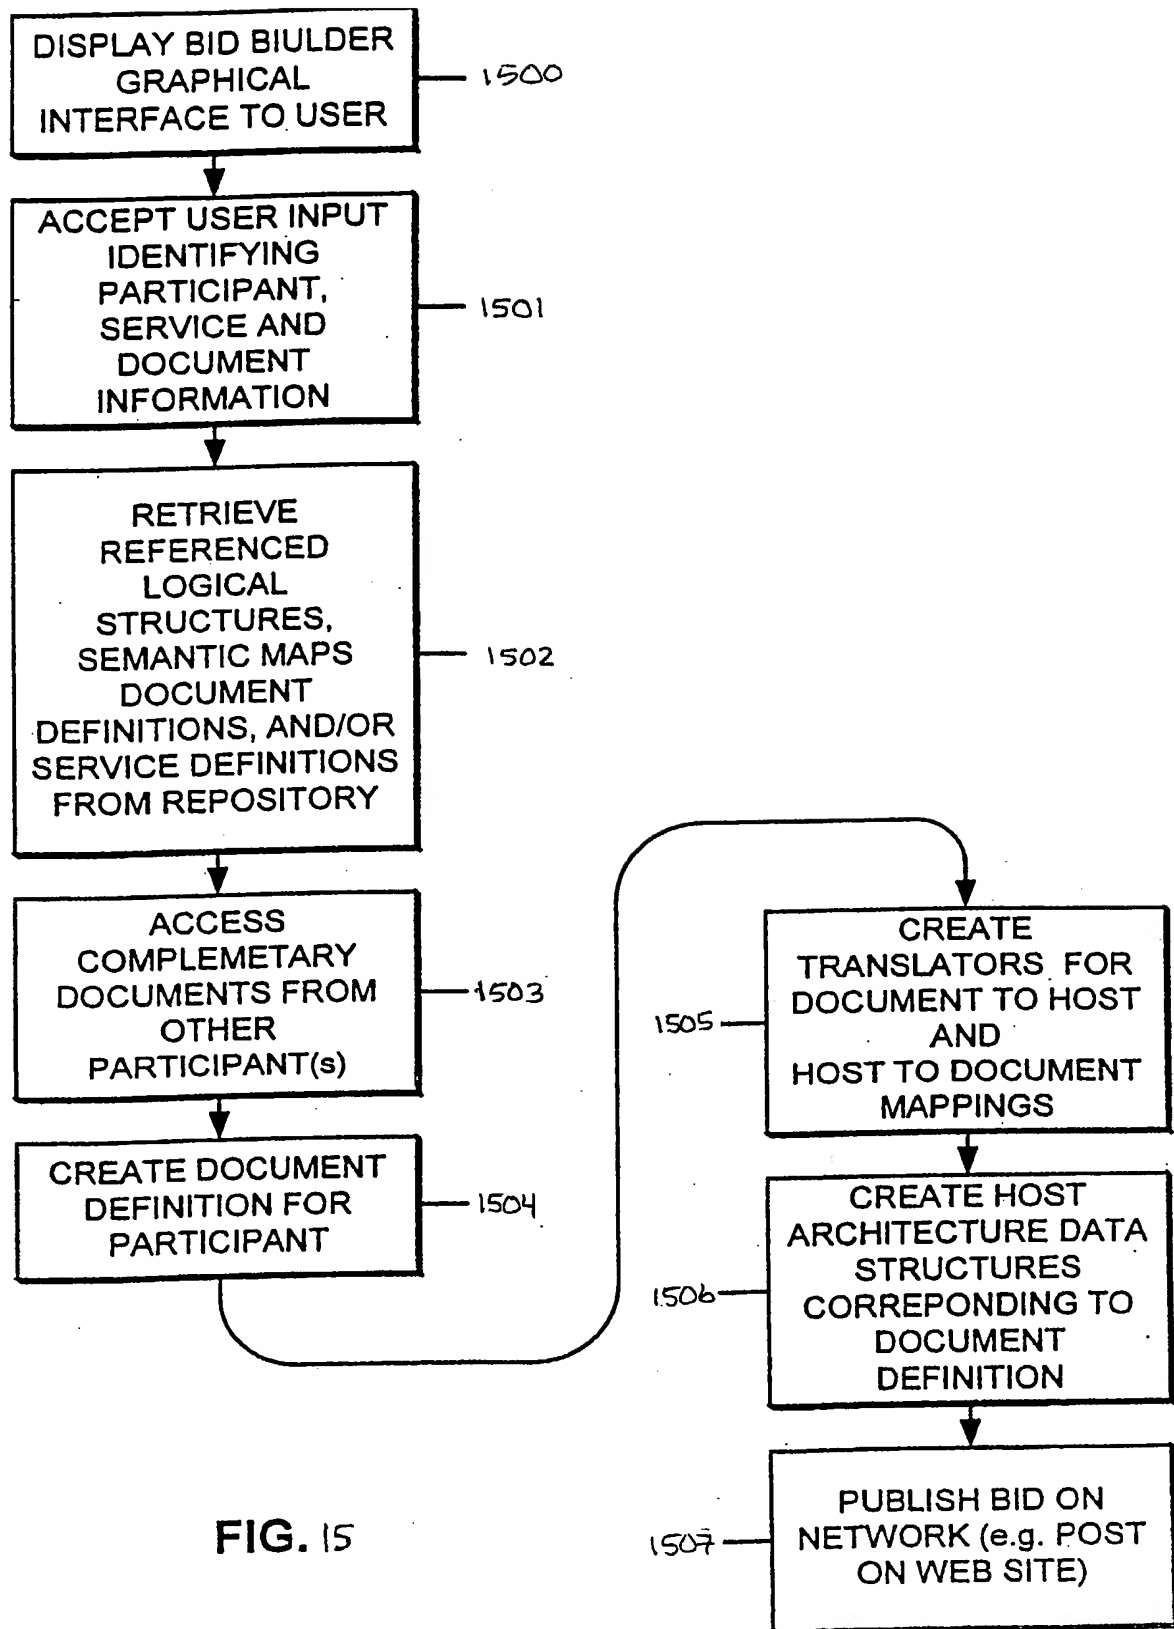 DISPLAY BID BIULDER
GRAPHICAL
INTERFACE TO USER
1500
ACCEPT USER INPUT
IDENTIFYING
PARTICIPANT,
SERVICE AND
DOCUMENT
INFORMATION
1501
RETRIEVE
REFERENCED
LOGICAL
STRUCTURES,
SEMANTIC MAPS
DOCUMENT
DEFINITIONS, AND/OR
SERVICE DEFINITIONS
FROM REPOSITORY
1502
ACCESS
COMPLEMETARY
DOCUMENTS FROM
OTHER
PARTICIPANT(s)
1503
CREATE DOCUMENT
DEFINITION FOR
PARTICIPANT
1504
CREATE
TRANSLATORS FOR
DOCUMENT TO HOST
AND
HOST TO DOCUMENT
MAPPINGS
1505
CREATE HOST
ARCHITECTURE DATA
STRUCTURES
CORREPONDING TO
DOCUMENT
DEFINITION
1506
PUBLISH BID ON
NETWORK (e.g. POST
ON WEB SITE)
1507
FIG. 15